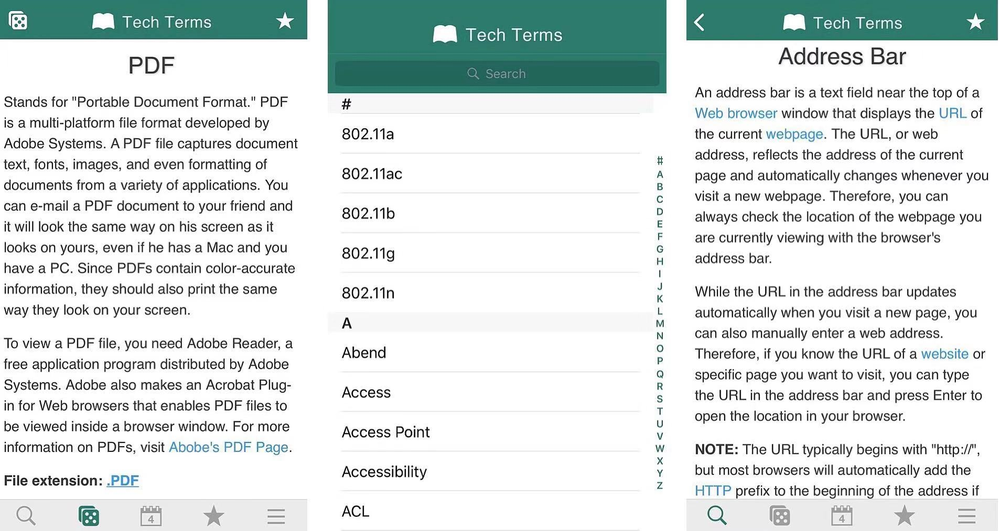 Tech Terms
PDF
Stands for "Portable Document Format." PDF
is a multi-platform file format developed by
Adobe Systems. A PDF file captures document
text, fonts, images, and even formatting of
documents from a variety of applications. You
can e-mail a PDF document to your friend and
it will look the same way on his screen as it
looks on yours, even if he has a Mac and you
have a PC. Since PDFs contain color-accurate
information, they should also print the same
way they look on your screen.
To view a PDF file, you need Adobe Reader, a
free application program distributed by Adobe
Systems. Adobe also makes an Acrobat Plug-
in for Web browsers that enables PDF files to
be viewed inside a browser window. For more
information on PDFs, visit Abobe's PDF Page.
File extension: .PDF
4
Tech Terms
Search
#
802.11a
802.11ac
802.11b
802.11g
802.11n
A
Abend
Access
Access Point
Accessibility
ACL
#
A
B
C
D
E
F
G
H
I
J
K
L
M
N
O
P
Q
R
S
T
U
V
W
X
Y
Z
Tech Terms
Address Bar
An address bar is a text field near the top of a
Web browser window that displays the URL of
the current webpage. The URL, or web
address, reflects the address of the current
page and automatically changes whenever you
visit a new webpage. Therefore, you can
always check the location of the webpage you
are currently viewing with the browser's
address bar.
While the URL in the address bar updates
automatically when you visit a new page, you
can also manually enter a web address.
Therefore, if you know the URL of a website or
specific page you want to visit, you can type
the URL in the address bar and press Enter to
open the location in your browser.
NOTE: The URL typically begins with "http://",
but most browsers will automatically add the
HTTP prefix to the beginning of the address if
4